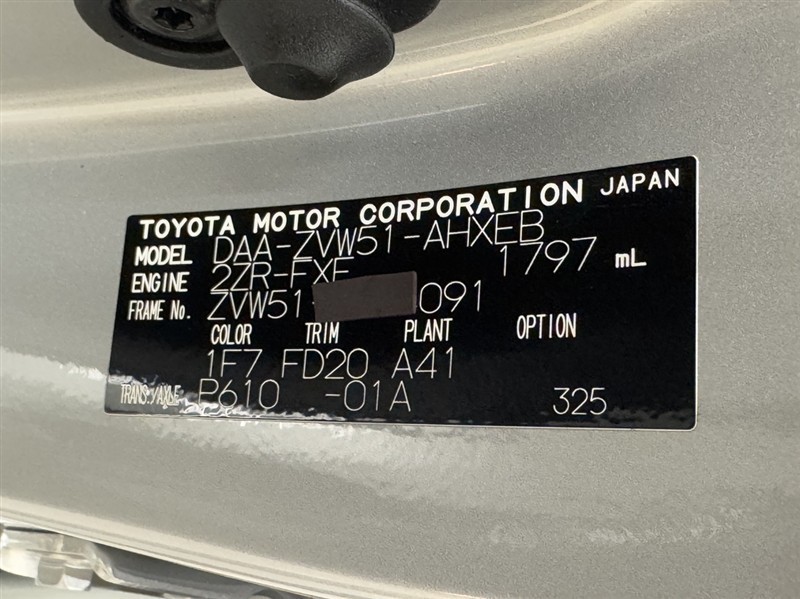 TOYOTA MOTOR CORPORATION JAPAN
MODEL DAA-ZVW51-AHXEB
ENGINE 2ZR-FXE 1797 mL
FRAME No. ZVW51 091
COLOR TRIM PLANT OPTION
1F7 FD20 A41
TRANS./AXLE P610 -01A 325